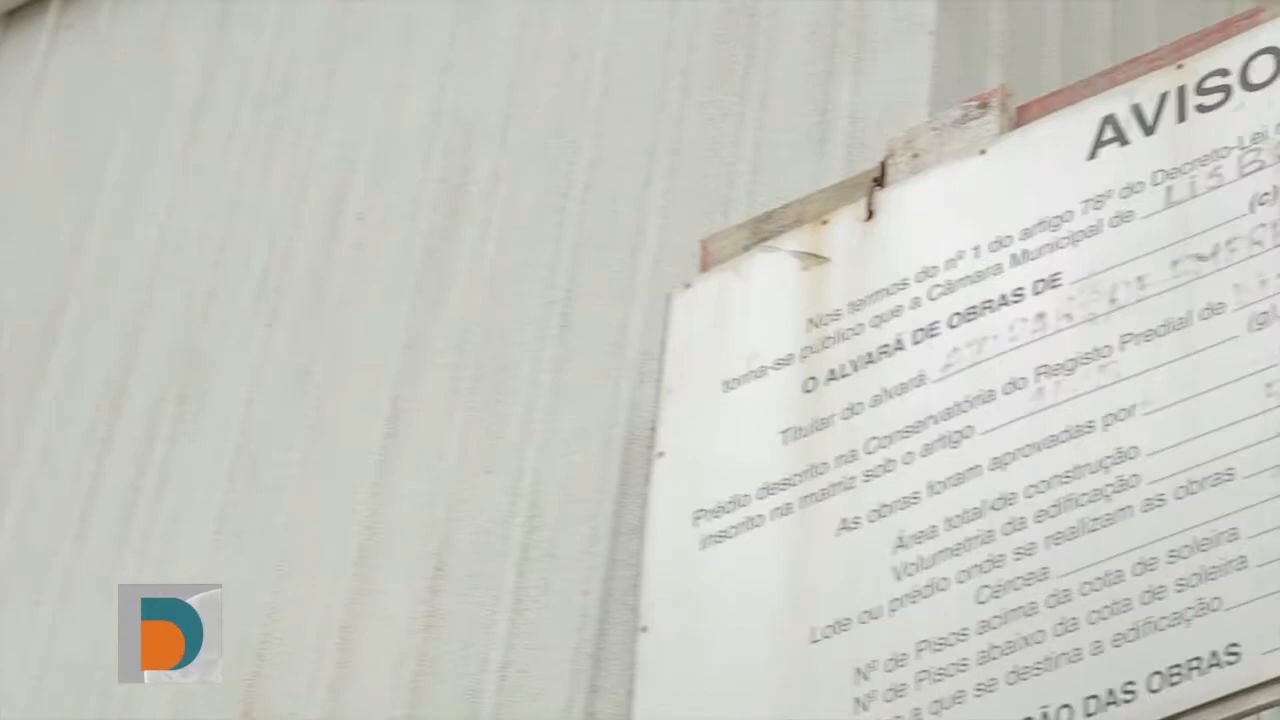 AVISO
Nos termos do nº 1 do artigo 78º do Decreto-Lei
torna-se público que a Câmara Municipal de LISB
O ALVARÁ DE OBRAS DE (c)
Titular do alvará
Prédio descrito na Conservatória do Registo Predial de
inscrito na matriz sob o artigo (g)
As obras foram aprovadas por
Área total de construção
Volumetria da edificação
Lote ou prédio onde se realizam as obras
Cércea
Nº de Pisos acima da cota de soleira
Nº de Pisos abaixo da cota de soleira
a que se destina a edificação
DAS OBRAS